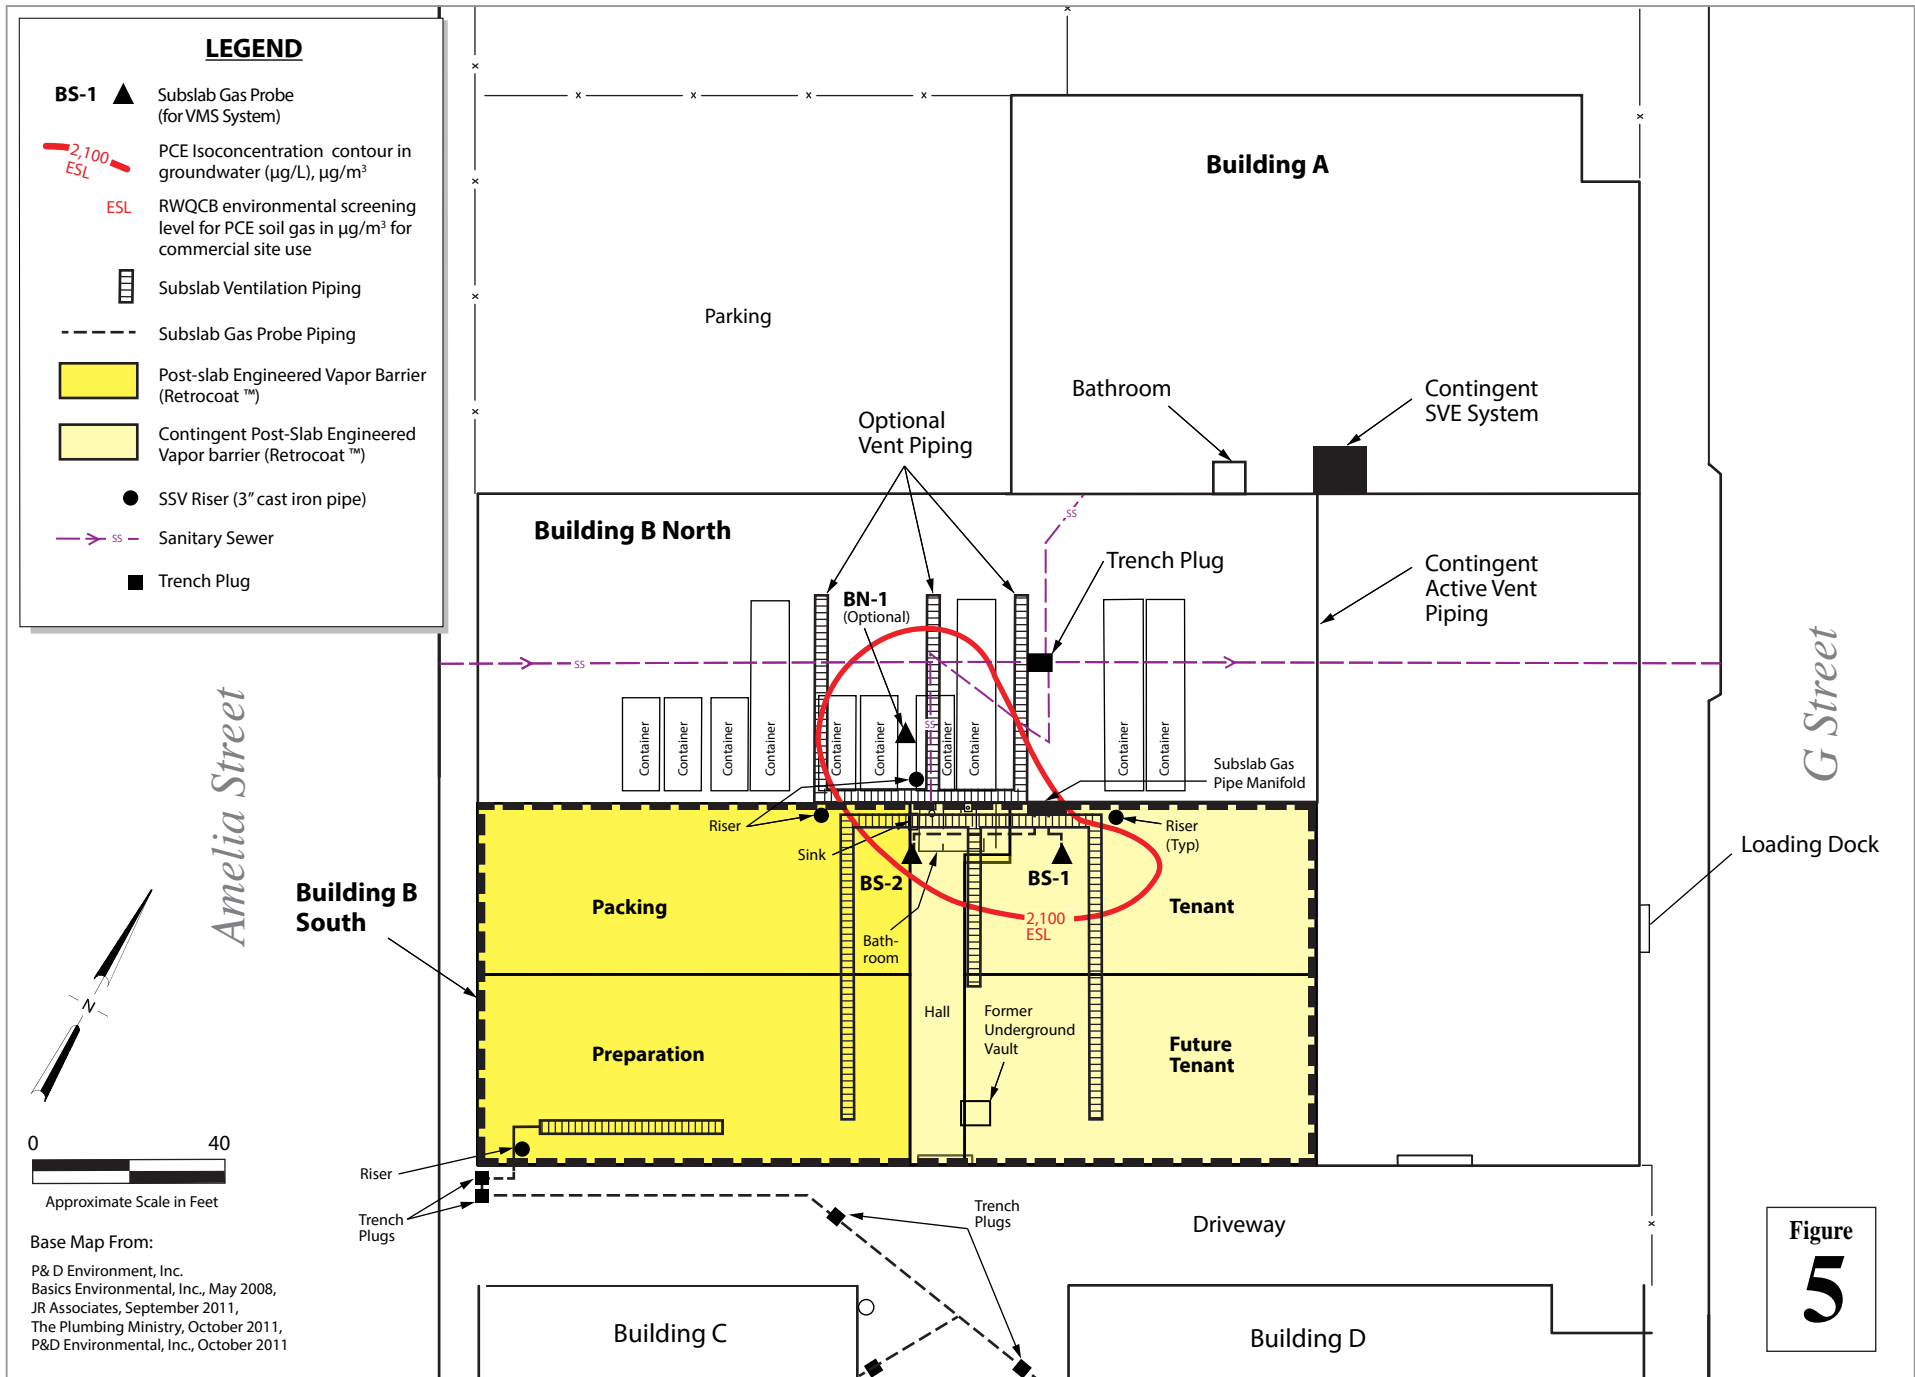 LEGEND
BS-1
Subslab Gas Probe
(for VMS System)
2,100
ESL
PCE Isoconcentration contour in
groundwater (µg/L), µg/m³
ESL
RWQCB environmental screening
level for PCE soil gas in µg/m³ for
commercial site use
Subslab Ventilation Piping
Subslab Gas Probe Piping
Post-slab Engineered Vapor Barrier
(Retrocoat ™)
Contingent Post-Slab Engineered
Vapor barrier (Retrocoat ™)
SSV Riser (3” cast iron pipe)
SS
Sanitary Sewer
Trench Plug
Building A
Parking
Bathroom
Contingent
SVE System
Optional
Vent Piping
SS
Building B North
Trench Plug
Contingent
Active Vent
Piping
BN-1
(Optional)
SS
SS
Container
Container
Container
Container
Container
Container
Container
Container
Container
Container
Subslab Gas
Pipe Manifold
Amelia Street
G Street
Riser
Riser
(Typ)
Sink
Loading Dock
BS-2
BS-1
Building B
South
Packing
Tenant
2,100
ESL
Bath-
room
Hall
Former
Underground
Vault
Preparation
Future
Tenant
N
0
40
Approximate Scale in Feet
Riser
Trench
Plugs
Trench
Plugs
Driveway
Base Map From:
P& D Environment, Inc.
Basics Environmental, Inc., May 2008,
JR Associates, September 2011,
The Plumbing Ministry, October 2011,
P&D Environmental, Inc., October 2011
Building C
Building D
Figure
5